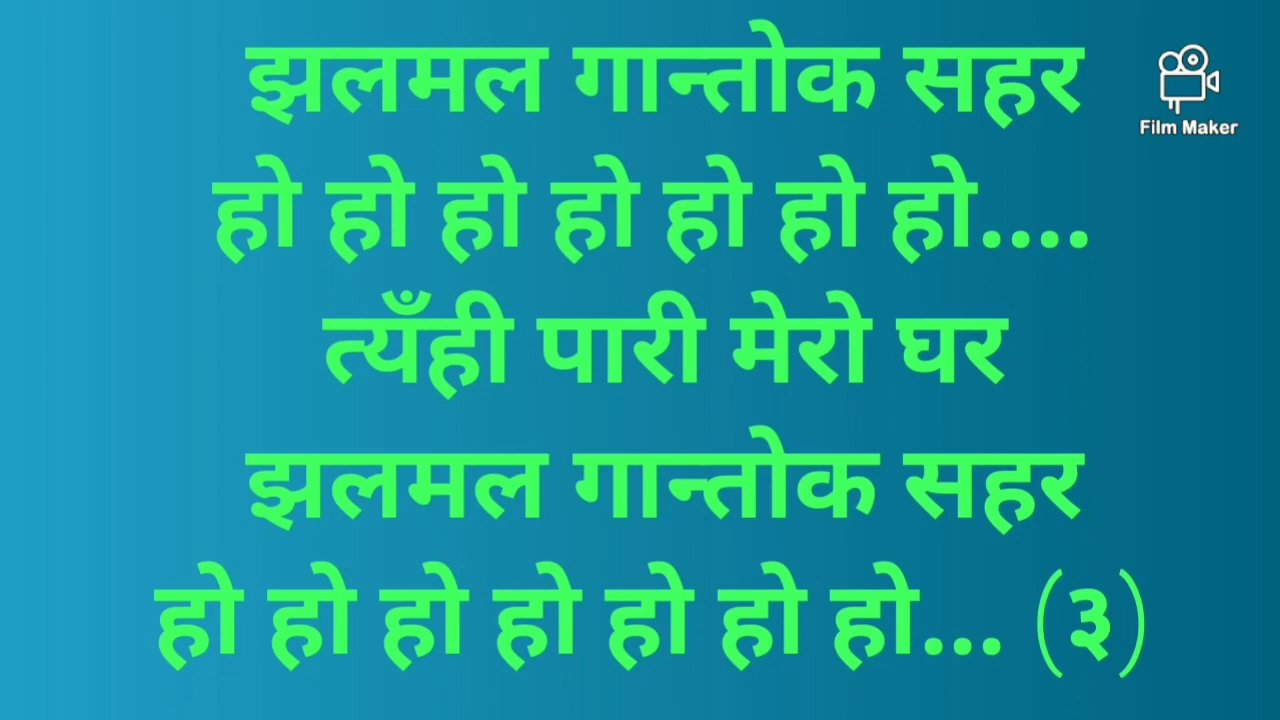 झलमल गान्तोक सहर
Film Maker
हो हो हो हो हो हो हो....
त्यँही पारी मेरो घर
झलमल गान्तोक सहर
हो हो हो हो हो हो हो... (३)